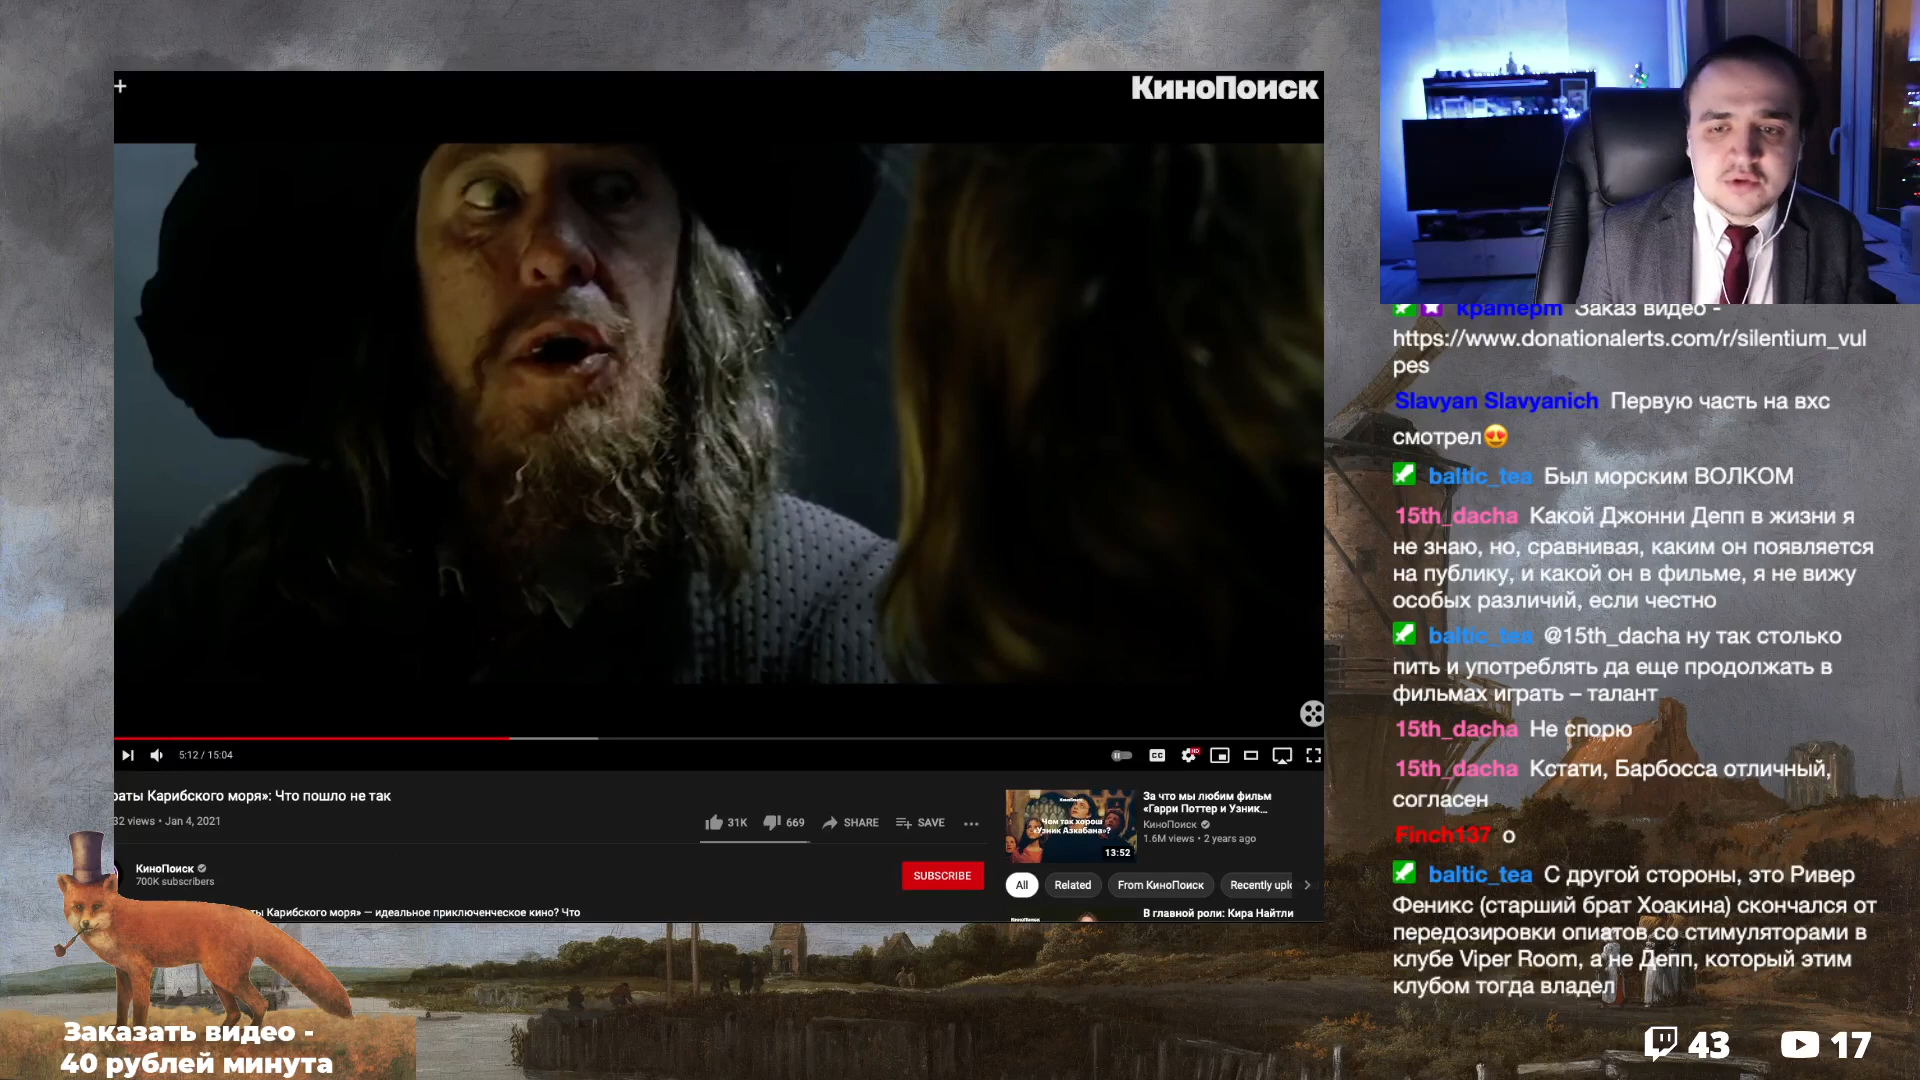 КиноПоиск
5:12 / 15:04
раты Карибского моря»: Что пошло не так
32 views • Jan 4, 2021
31K
669
SHARE
SAVE
КиноПоиск
700K subscribers
SUBSCRIBE
ты Карибского моря» — идеальное приключенческое кино? Что
Чем так хорош
«Узник Азкабана»?
13:52
За что мы любим фильм
«Гарри Поттер и Узник...
КиноПоиск
1.6M views • 2 years ago
All
Related
From КиноПоиск
Recently uplo
В главной роли: Кира Найтли
Заказать видео -
40 рублей минута
кратерт Заказ видео -
https://www.donationalerts.com/r/silentium_vul
pes
Slavyan Slavyanich Первую часть на вхс
смотрел😍
baltic_tea Был морским ВОЛКОМ
15th_dacha Какой Джонни Депп в жизни я
не знаю, но, сравнивая, каким он появляется
на публику, и какой он в фильме, я не вижу
особых различий, если честно
baltic_tea @15th_dacha ну так столько
пить и употреблять да еще продолжать в
фильмах играть – талант
15th_dacha Не спорю
15th_dacha Кстати, Барбосса отличный,
согласен
Finch137 о
baltic_tea С другой стороны, это Ривер
Феникс (старший брат Хоакина) скончался от
передозировки опиатов со стимуляторами в
клубе Viper Room, а не Депп, который этим
клубом тогда владел
43
17